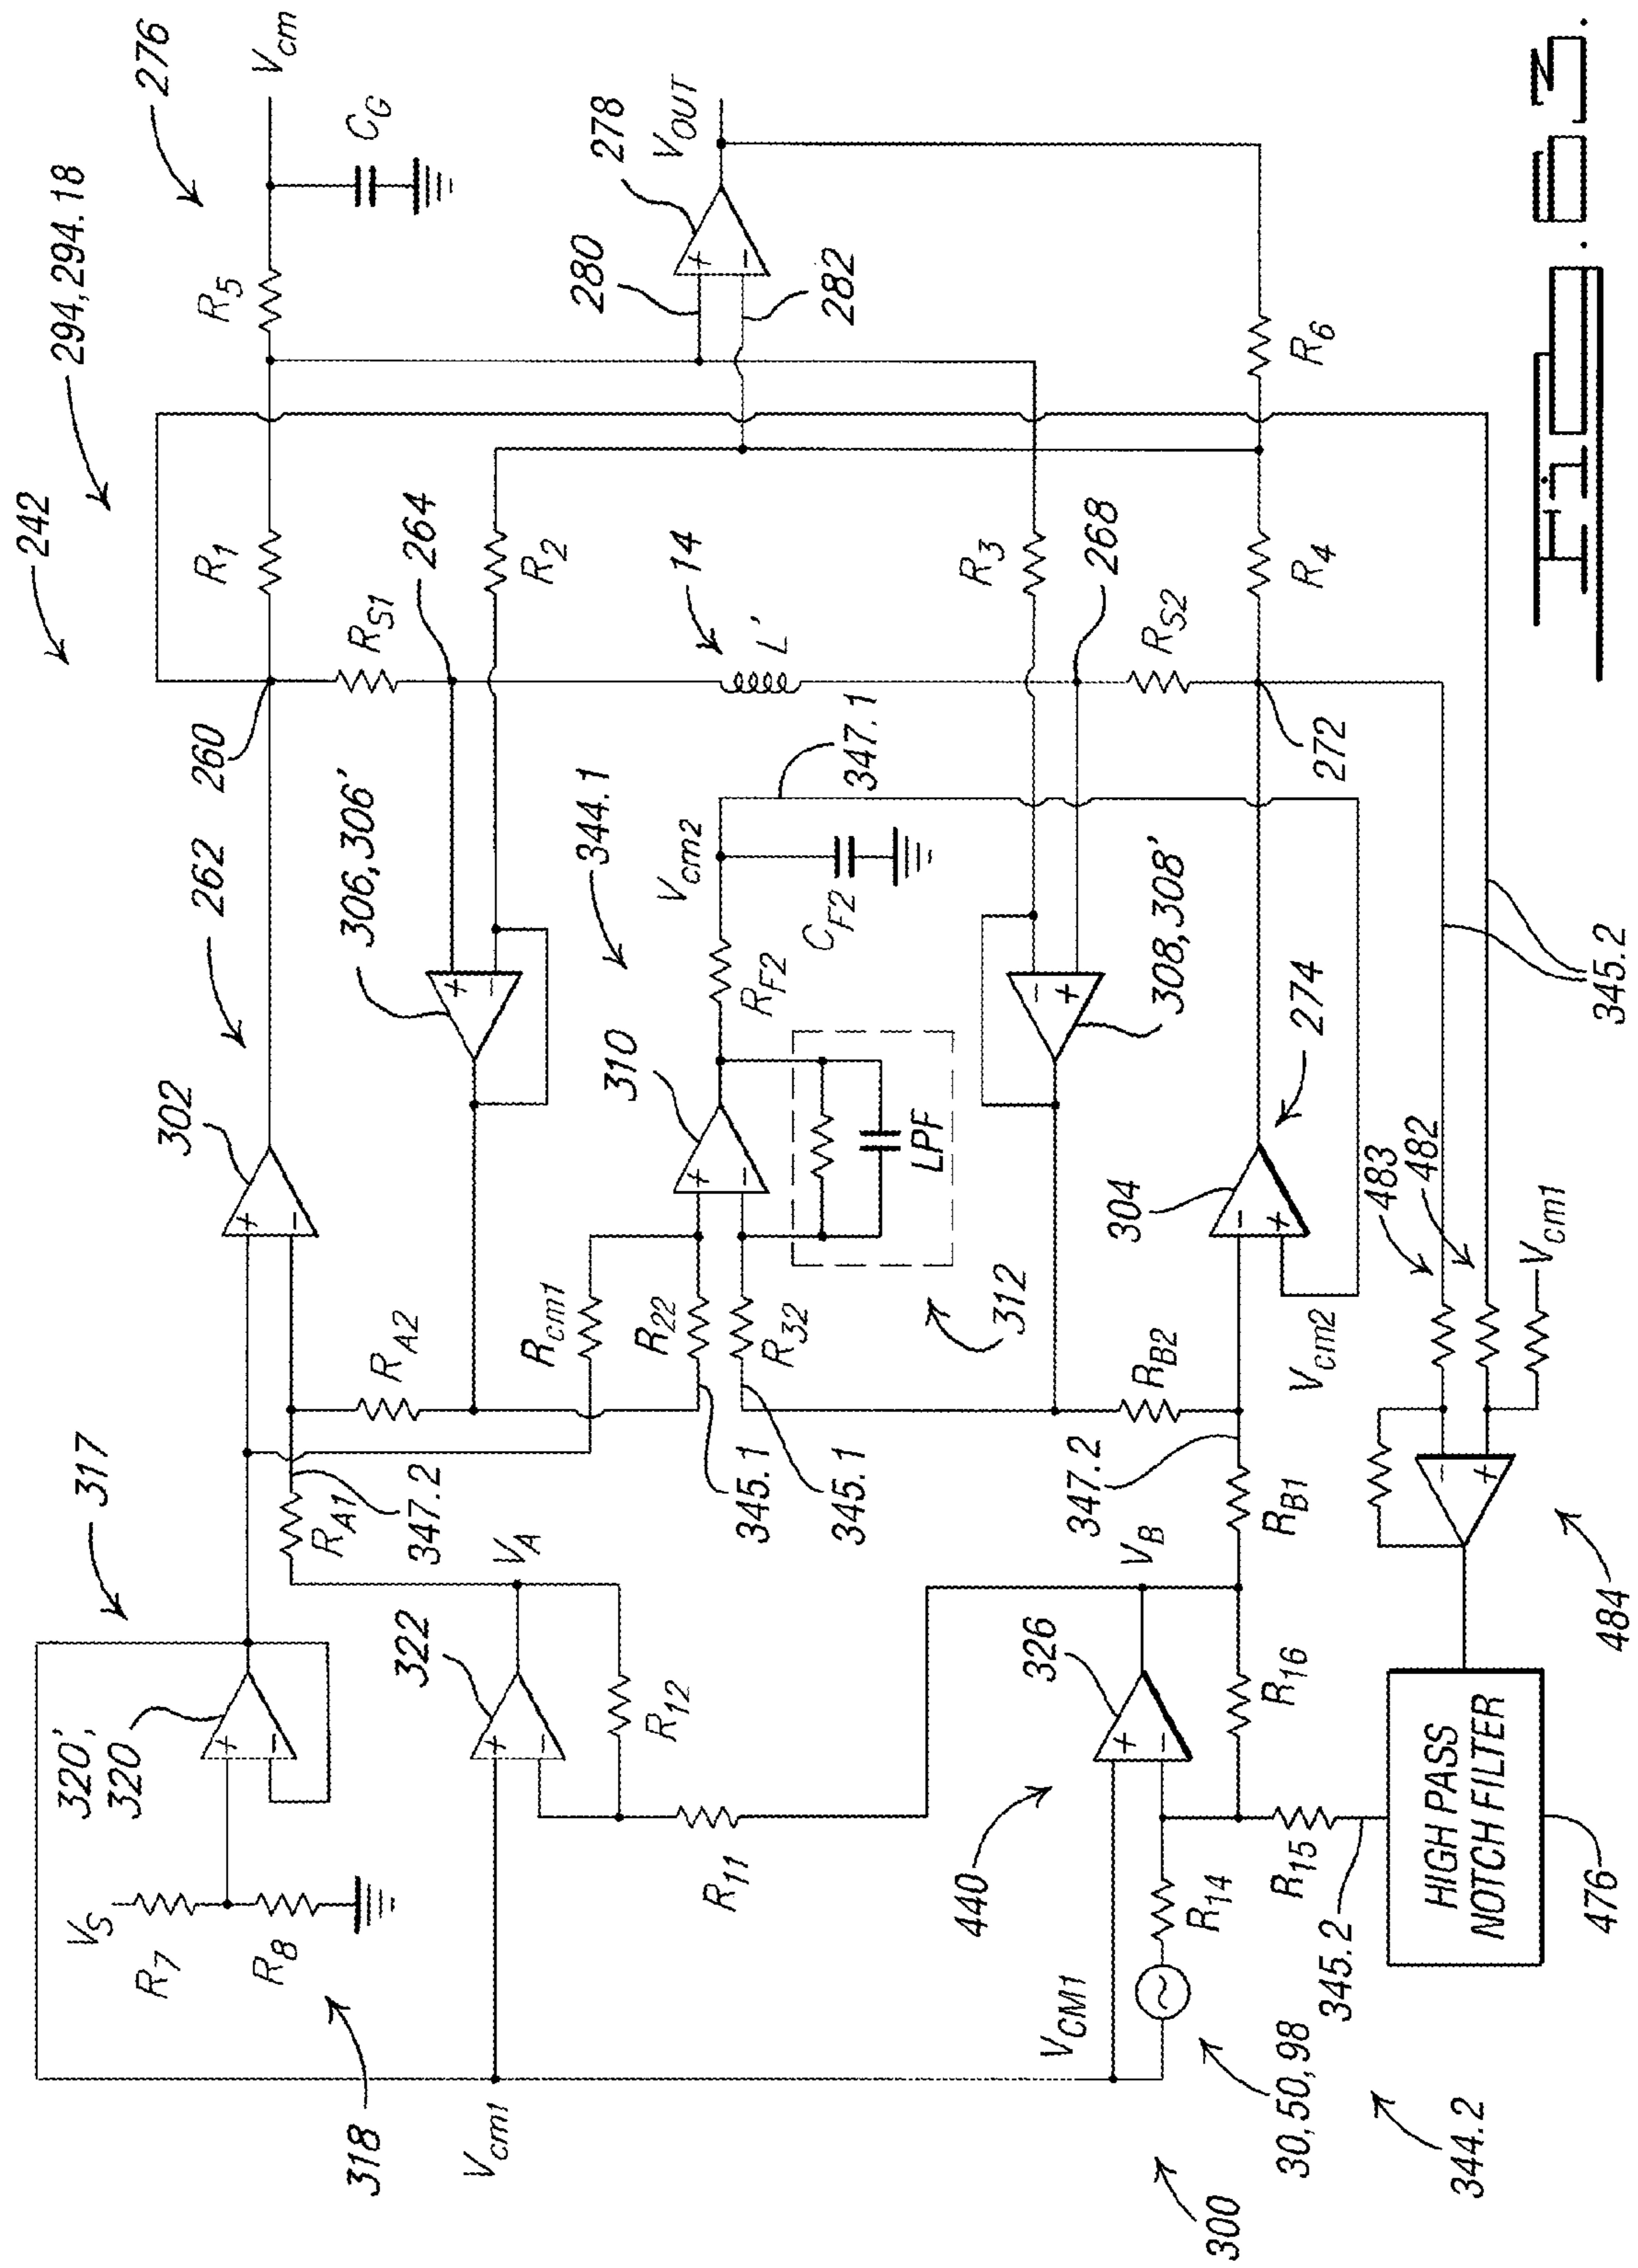 242
294,294.18
276
Vcm
CG
R5
R1
260
262
302
317
320',
320
VS
R7
R8
318
RS1
264
R2
306,306'
RA2
RA1
347.2
VA
322
R12
R11
Vcm1
278
VOUT
280
282
R6
14
L'
R3
268
RS2
R4
272
344.1
Vcm2
347.1
CF2
RF2
310
LPF
312
Rcm1
R22
R32
345.1
345.1
308,308'
274
304
RB2
Vcm2
347.2
RB1
VB
326
R16
440
R14
R15
VCM1
30,50,98
300
344.2
345.2
345.2
483
482
Vcm1
484
HIGH PASS
NOTCH FILTER
476
Fig. 52.